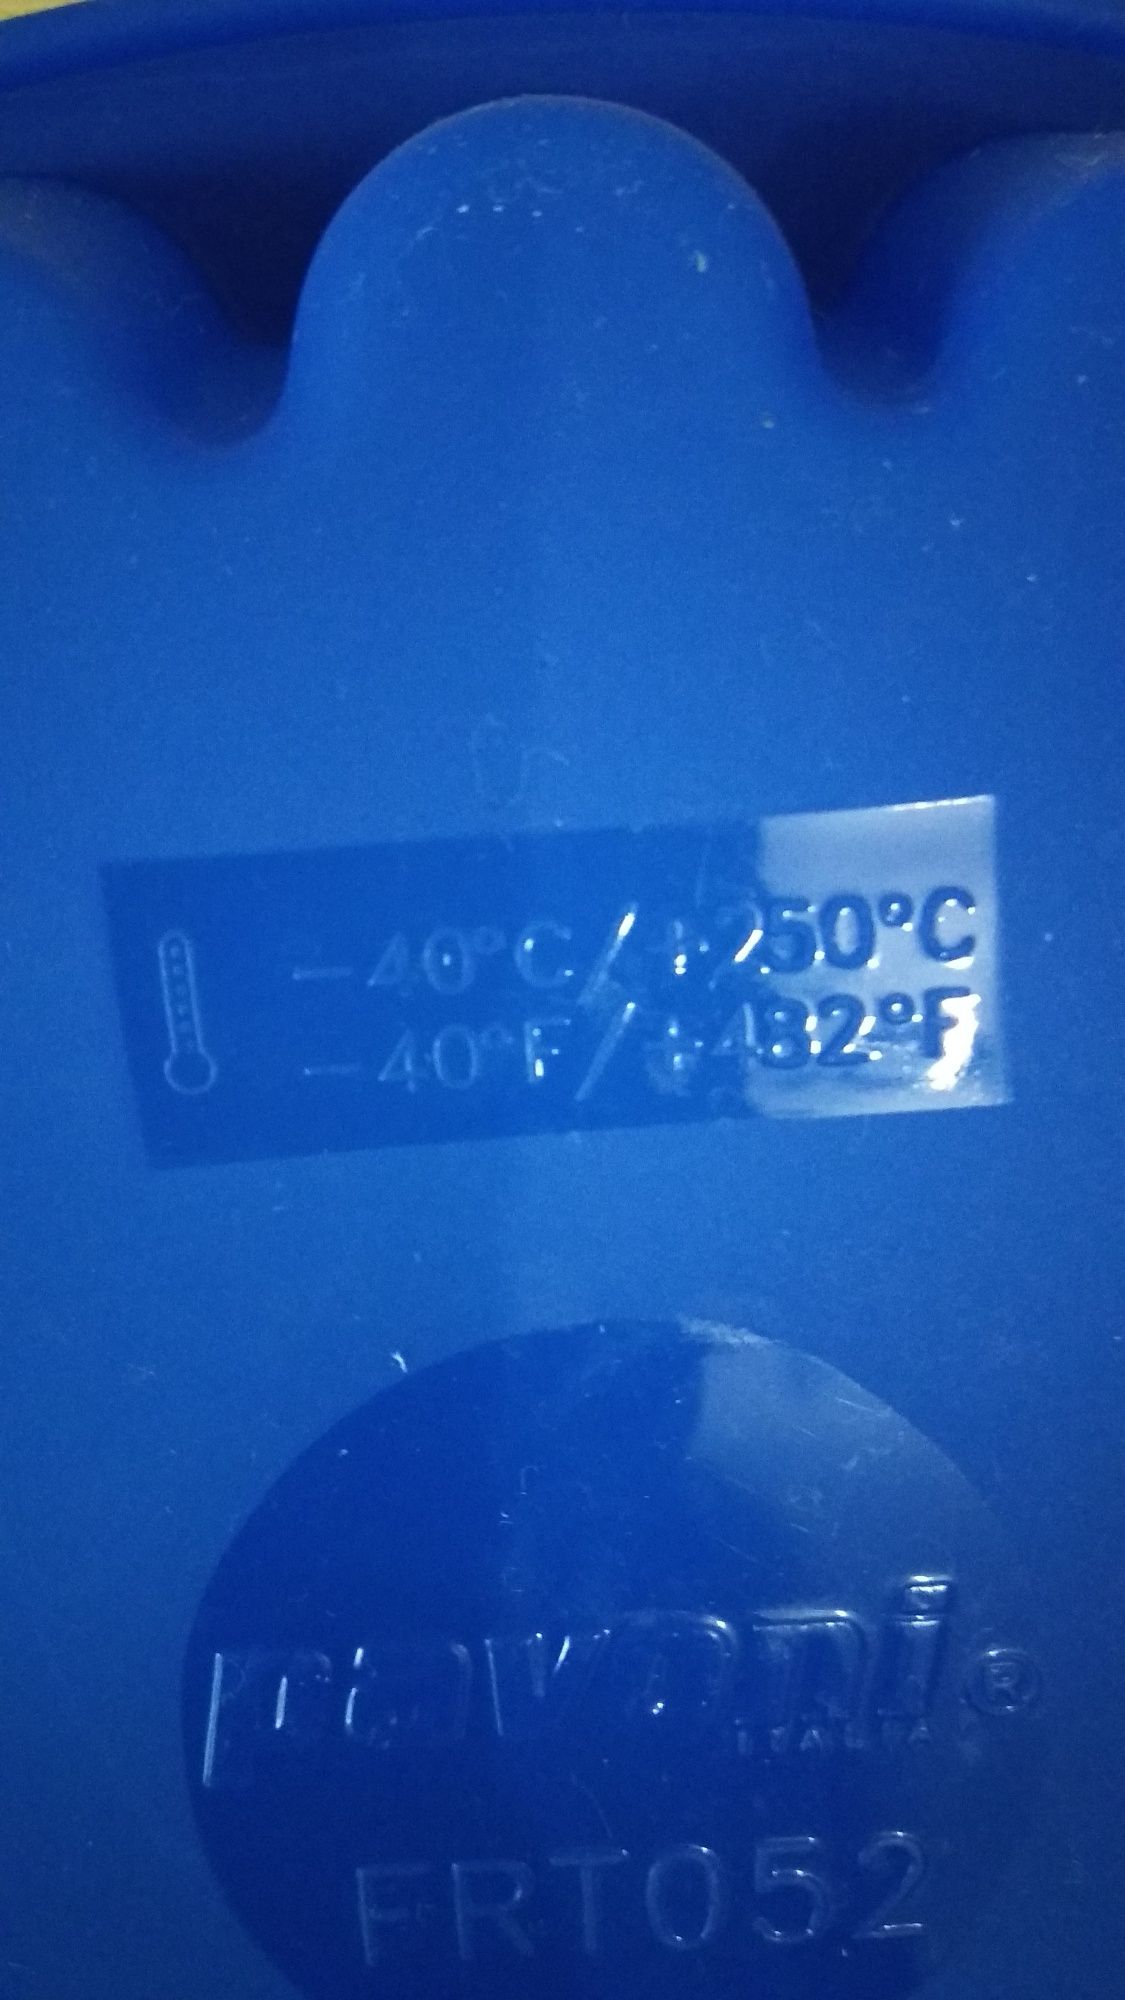 -40°C/+250°C
-40°F/+482°F
pavoni®
ITALIA
FRT052